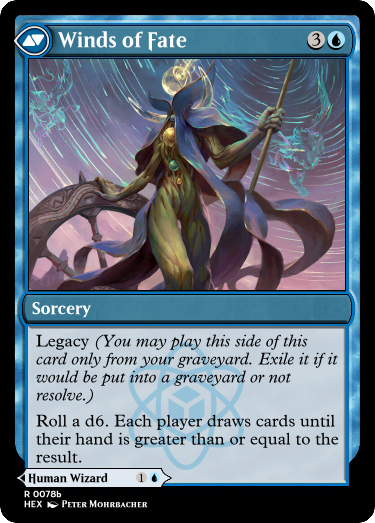 Winds of Fate 3
Sorcery
Legacy (You may play this side of this
card only from your graveyard. Exile it if it
would be put into a graveyard or not
resolve.)
Roll a d6. Each player draws cards until
their hand is greater than or equal to the
result.
Human Wizard 1
R 0078b
HEX Peter Mohrbacher